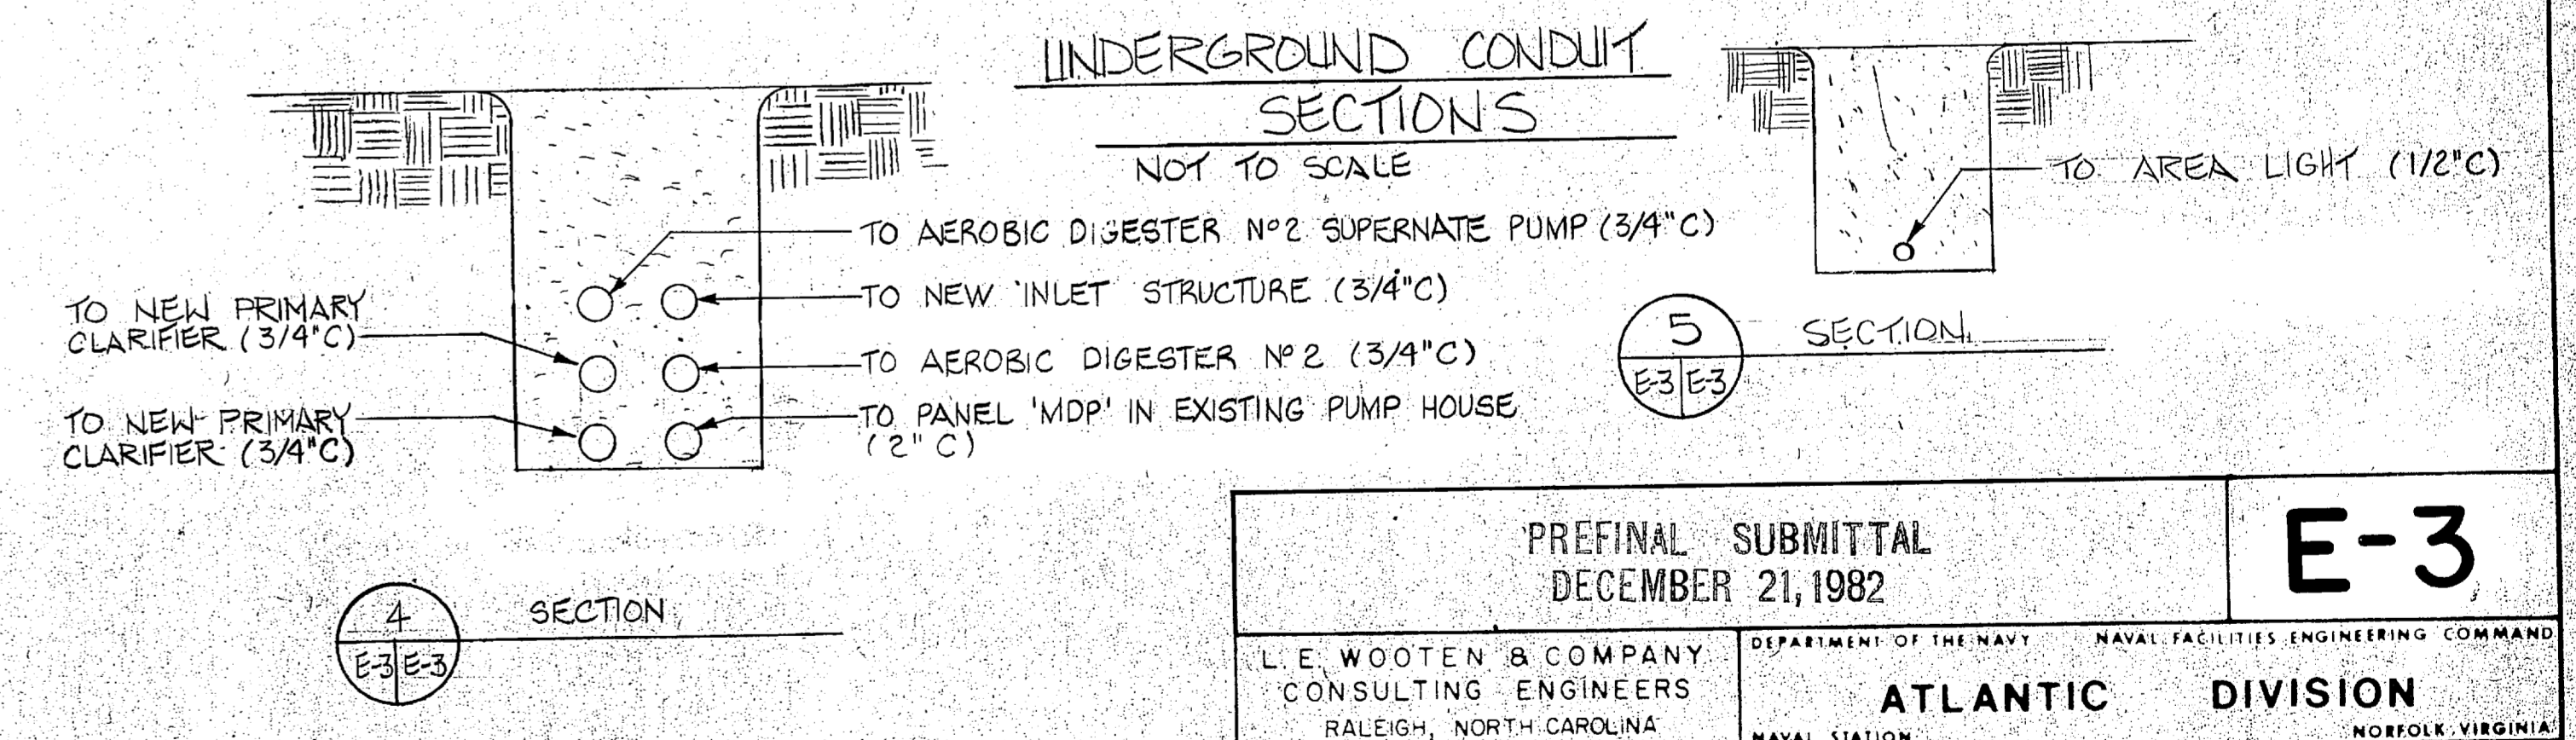 UNDERGROUND CONDUIT
SECTIONS
NOT TO SCALE
TO AEROBIC DIGESTER Nº2 SUPERNATE PUMP (3/4"C)
TO NEW INLET STRUCTURE (3/4"C)
TO AEROBIC DIGESTER Nº 2 (3/4"C)
TO PANEL 'MDP' IN EXISTING PUMP HOUSE
(2" C)
TO NEW PRIMARY
CLARIFIER (3/4"C)
TO NEW PRIMARY
CLARIFIER (3/4"C)
4
E-3 E-3
SECTION
TO AREA LIGHT (1/2"C)
5
E-3 E-3
SECTION
PREFINAL SUBMITTAL
DECEMBER 21, 1982
E-3
L. E. WOOTEN & COMPANY
CONSULTING ENGINEERS
RALEIGH, NORTH CAROLINA
DEPARTMENT OF THE NAVY NAVAL FACILITIES ENGINEERING COMMAND
ATLANTIC DIVISION
NAVAL STATION NORFOLK, VIRGINIA